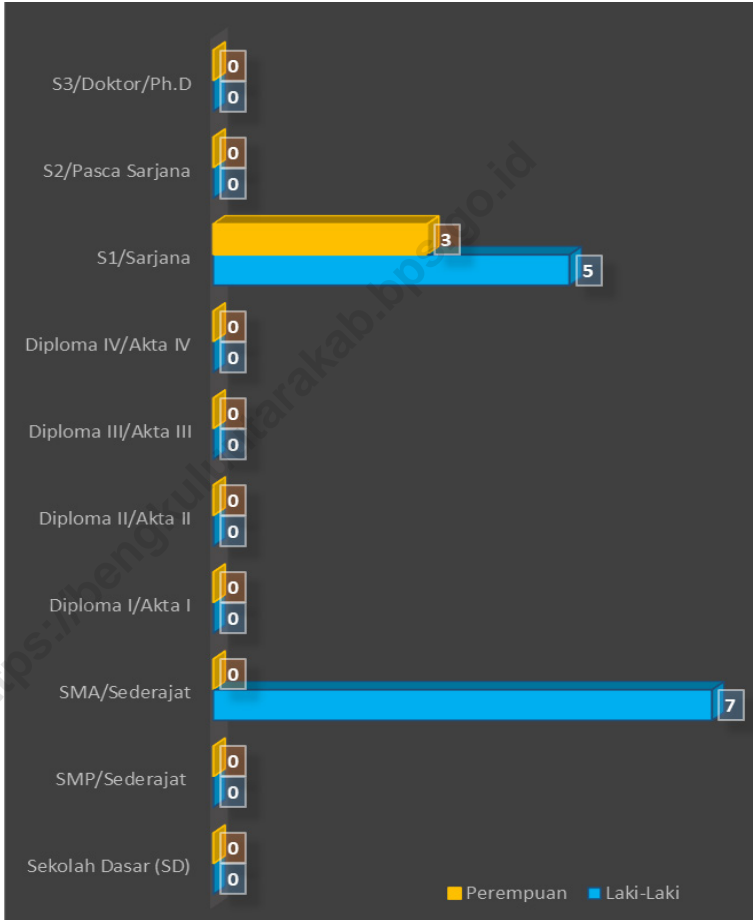 S3/Doktor/Ph.D
0
0
S2/Pasca Sarjana
0
0
S1/Sarjana
3
5
Diploma IV/Akta IV
0
0
Diploma III/Akta III
0
0
Diploma II/Akta II
0
0
Diploma I/Akta I
0
0
SMA/Sederajat
0
7
SMP/Sederajat
0
0
Sekolah Dasar (SD)
0
0
Perempuan Laki-Laki